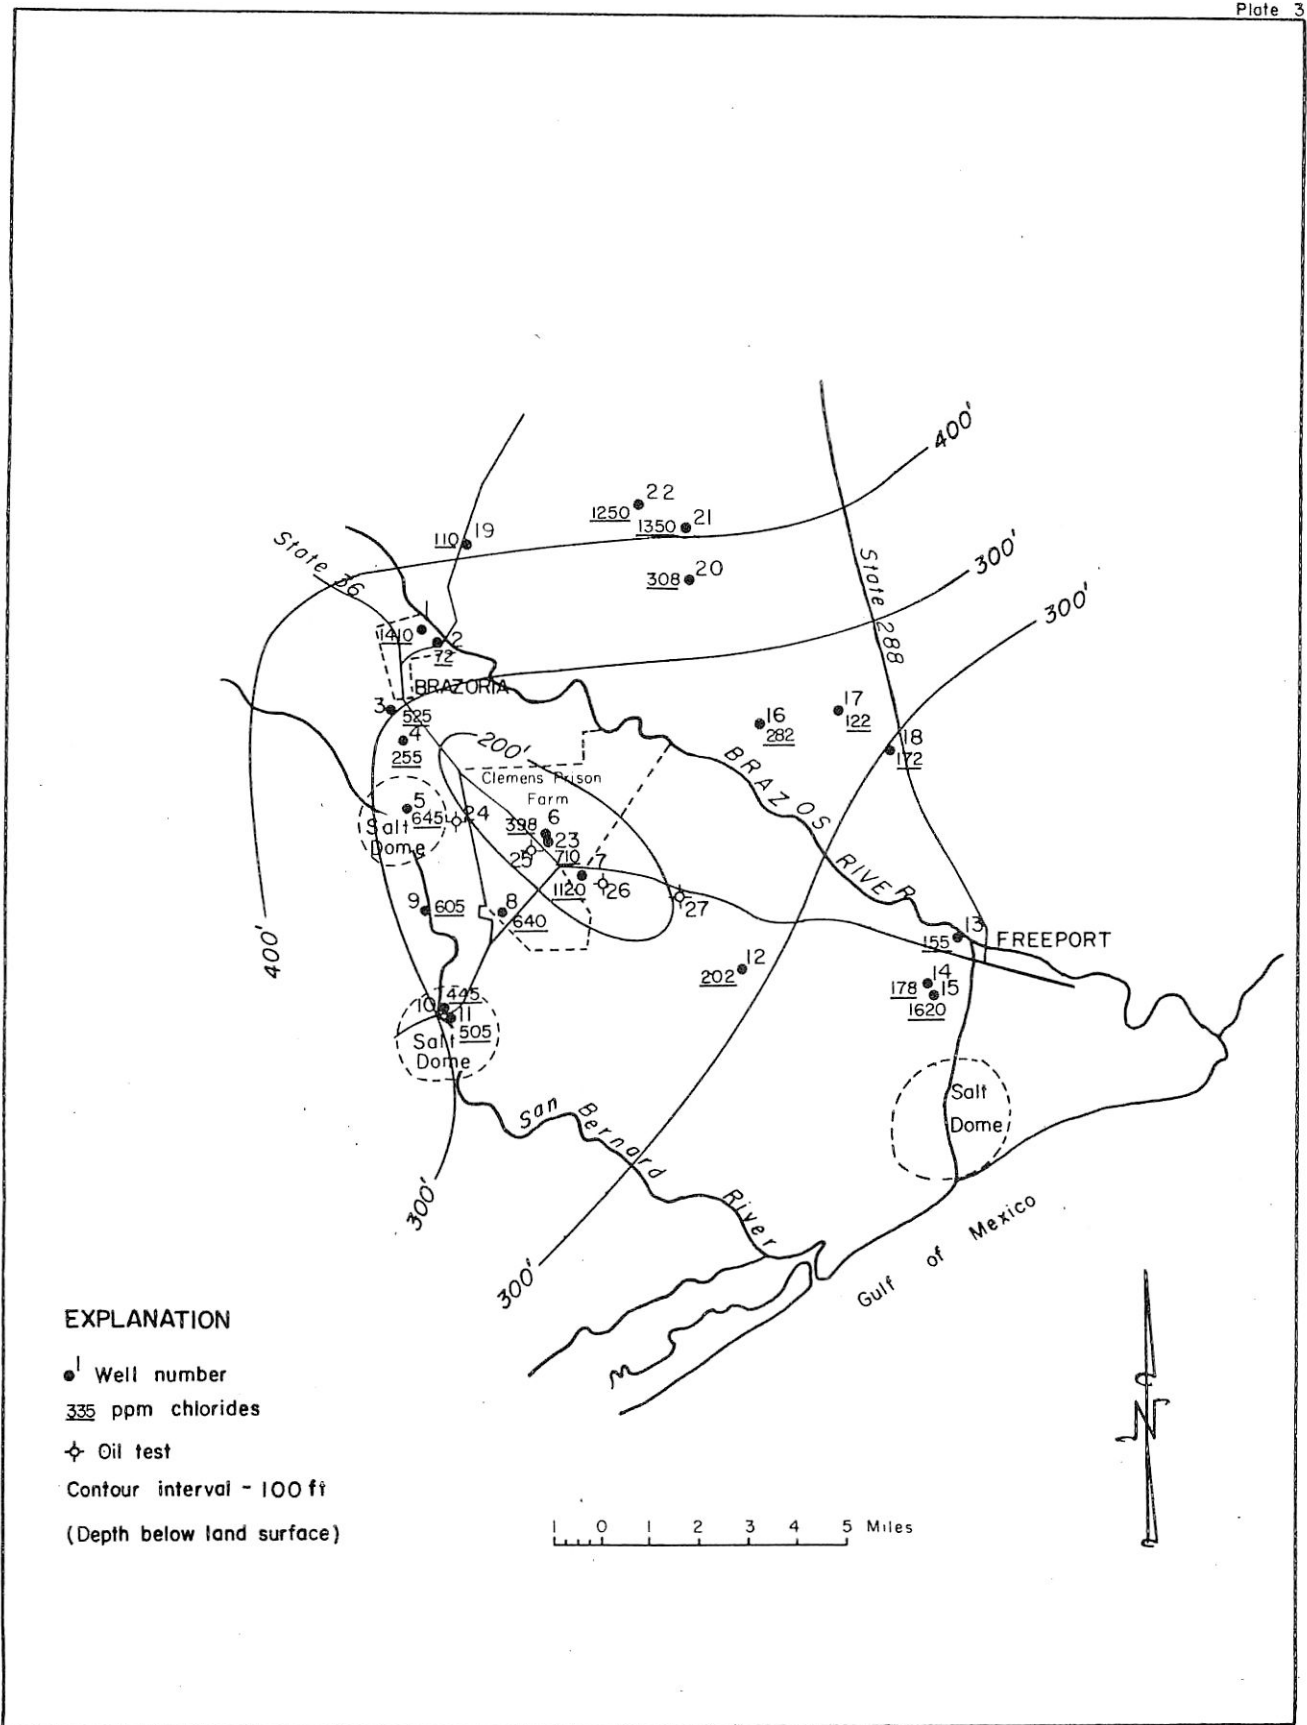 Plate 3
400'
22
1250
1350
21
19
110
State 36
300'
20
308
State 288
300'
1
1410
2
72
BRAZORIA
3
525
4
255
17
122
16
282
18
172
200'
BRAZOS RIVER
Clemens Prison
Farm
5
645
Salt
Dome
24
6
398
23
25
710
7
1120
26
27
9
605
8
640
13
155
FREEPORT
400'
12
202
14
178
15
1620
10
445
11
505
Salt
Dome
Salt
Dome
San Bernard River
300'
300'
Gulf of Mexico
EXPLANATION
1 Well number
335 ppm chlorides
Oil test
Contour interval - 100 ft
(Depth below land surface)
1 0 1 2 3 4 5 Miles
N